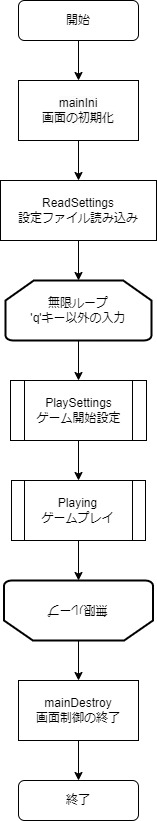 開始
mainIni
画面の初期化
ReadSettings
設定ファイル読み込み
無限ループ
'q'キー以外の入力
PlaySettings
ゲーム開始設定
Playing
ゲームプレイ
無限ループ
mainDestroy
画面制御の終了
終了